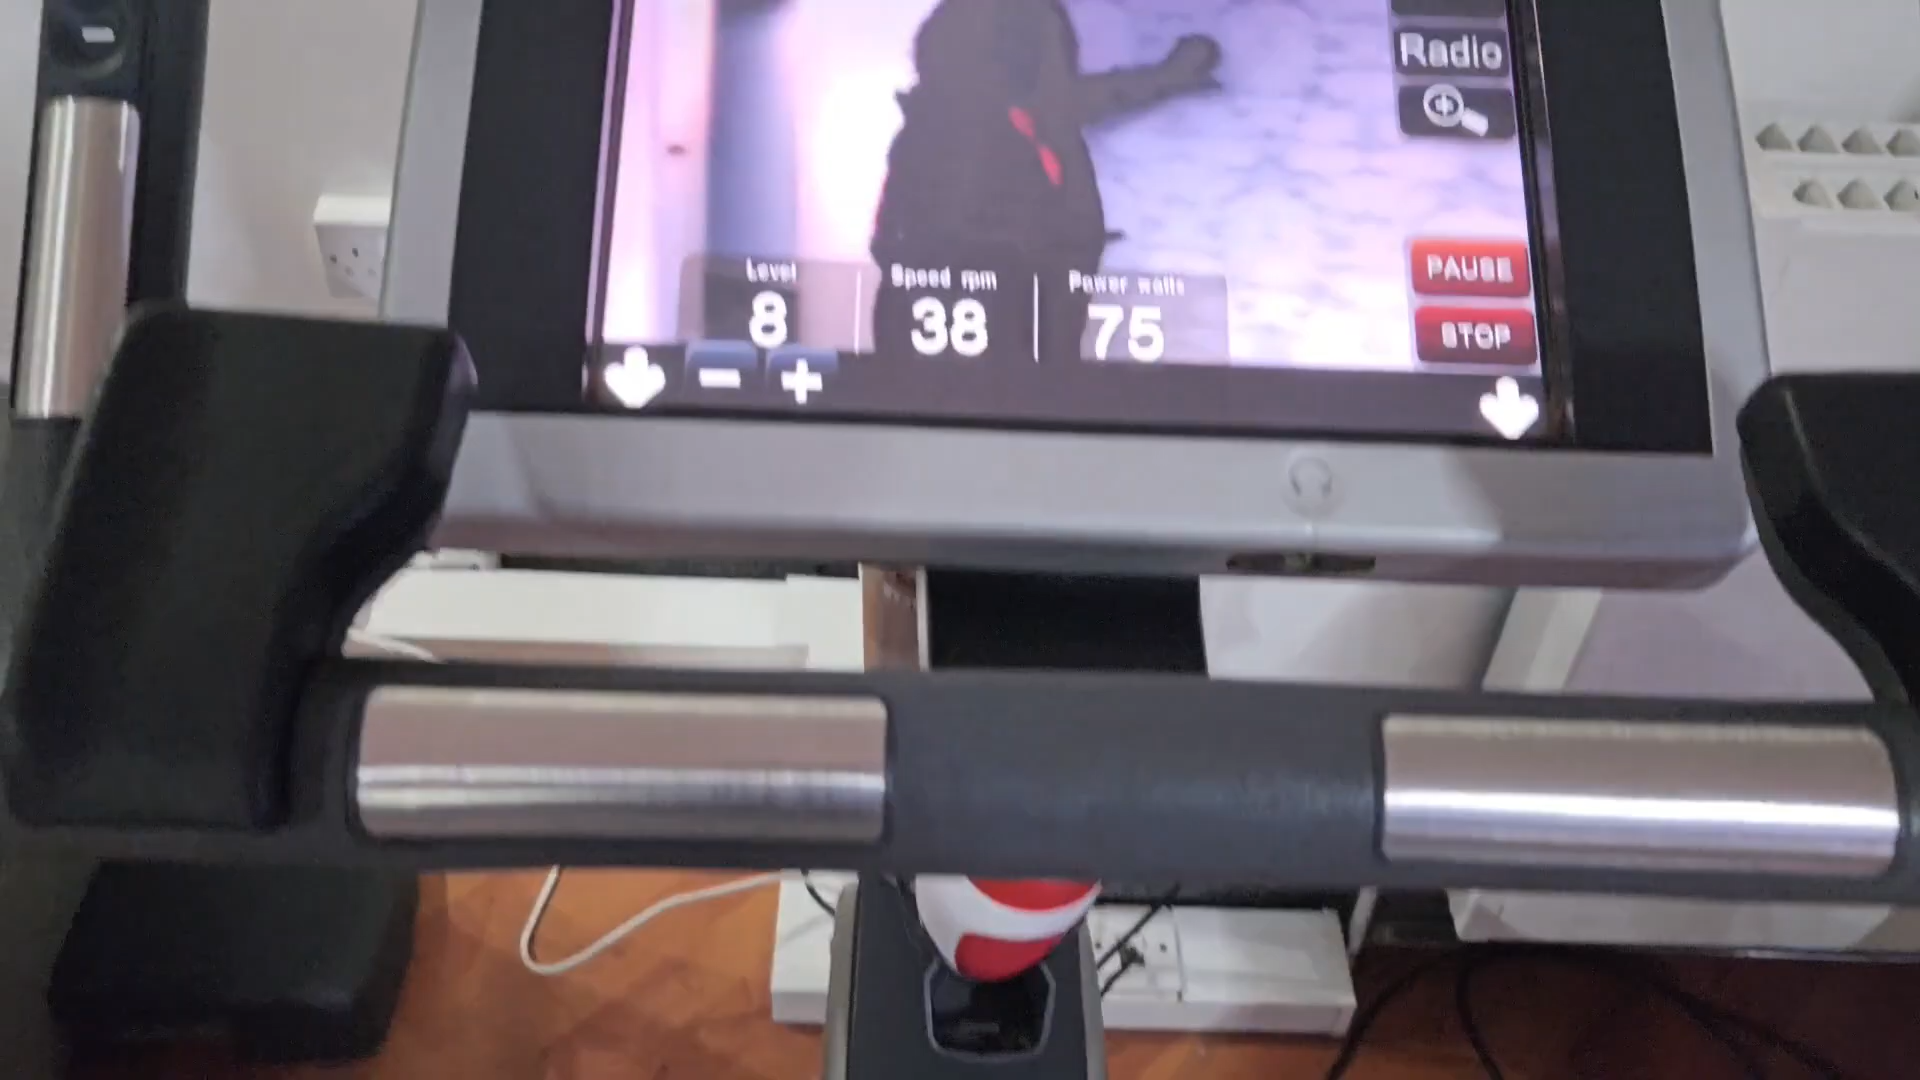 Radio
PAUSE
Level
Speed rpm
Power watts
8
38
75
STOP